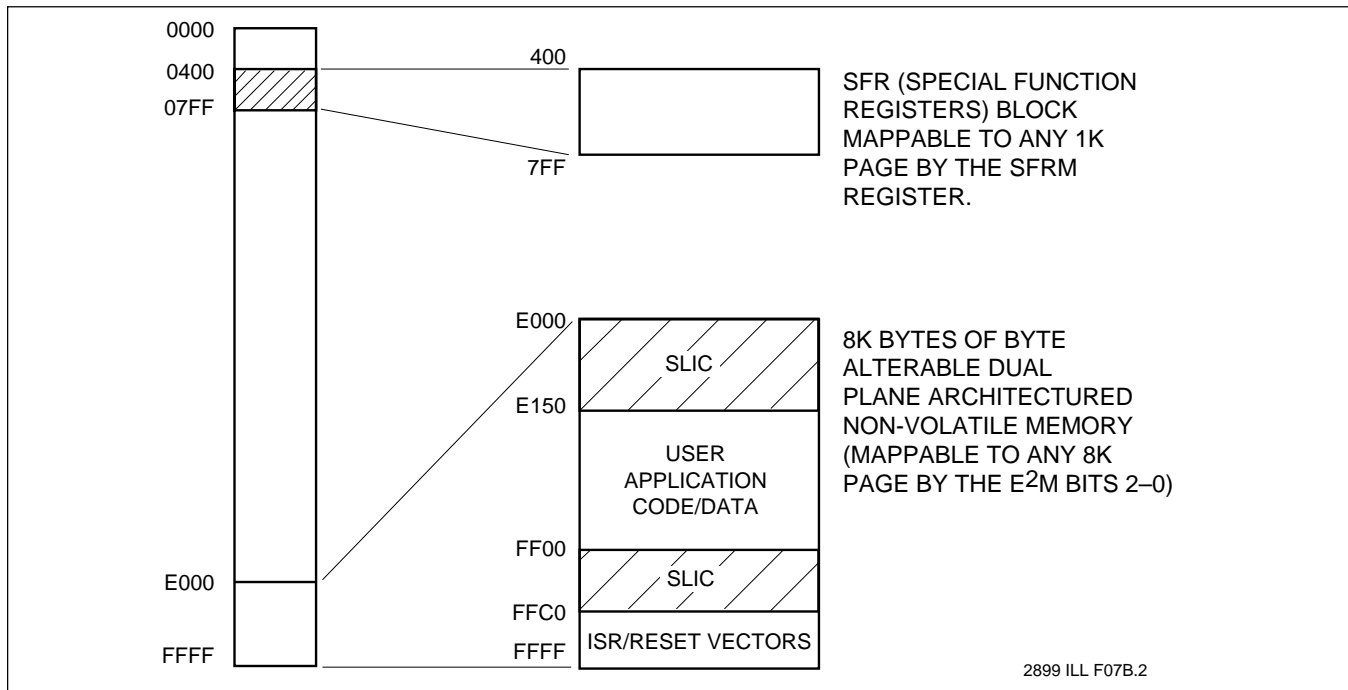 0000
0400
07FF
E000
FFFF
400
7FF
SFR (SPECIAL FUNCTION
REGISTERS) BLOCK
MAPPABLE TO ANY 1K
PAGE BY THE SFRM
REGISTER.
E000
SLIC
E150
USER
APPLICATION
CODE/DATA
FF00
SLIC
FFC0
ISR/RESET VECTORS
FFFF
8K BYTES OF BYTE
ALTERABLE DUAL
PLANE ARCHITECTURED
NON-VOLATILE MEMORY
(MAPPABLE TO ANY 8K
PAGE BY THE E2M BITS 2–0)
2899 ILL F07B.2